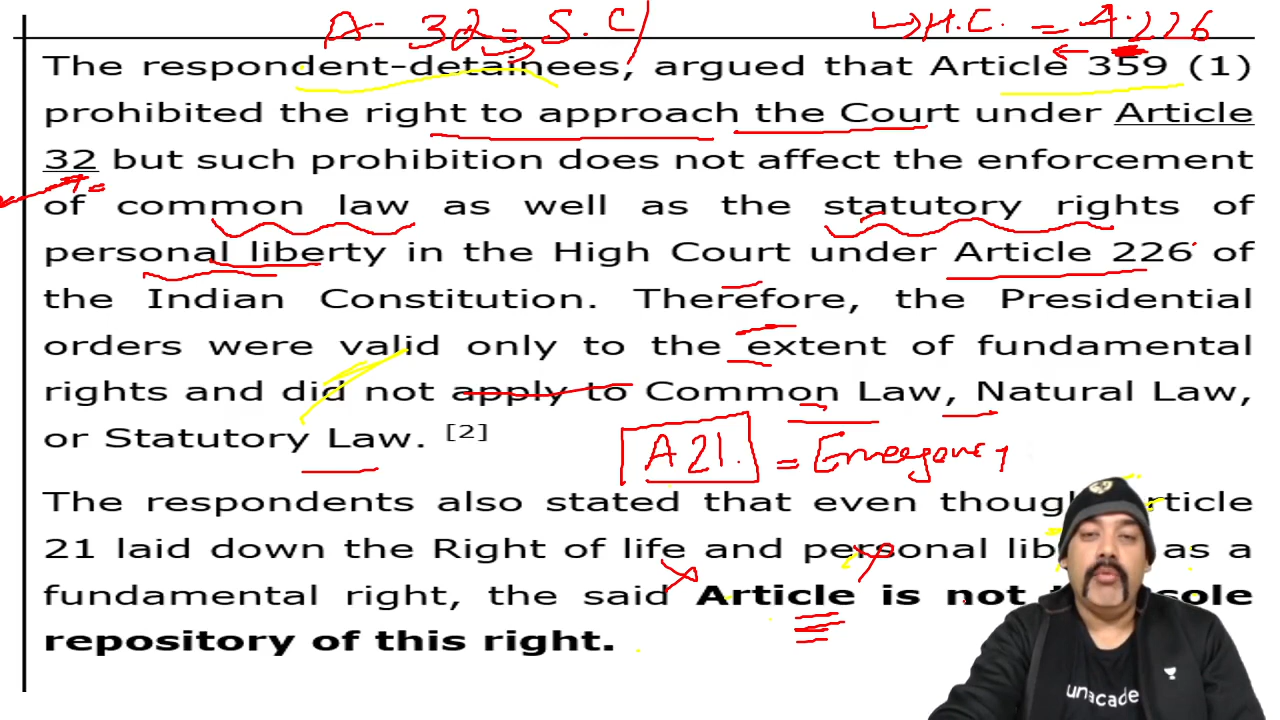 A- 32 = S.C/ ↳H.C. = A.226
The respondent-detainees, argued that Article 359 (1)
prohibited the right to approach the Court under Article
32 but such prohibition does not affect the enforcement
of common law as well as the statutory rights of
personal liberty in the High Court under Article 226 of
the Indian Constitution. Therefore, the Presidential
orders were valid only to the extent of fundamental
rights and did not apply to Common Law, Natural Law,
or Statutory Law. [2]
A 21. =
The respondents also stated that even though
21 laid down the Right of life and personal as a
fundamental right, the said Article is not sole
repository of this right.
unacade